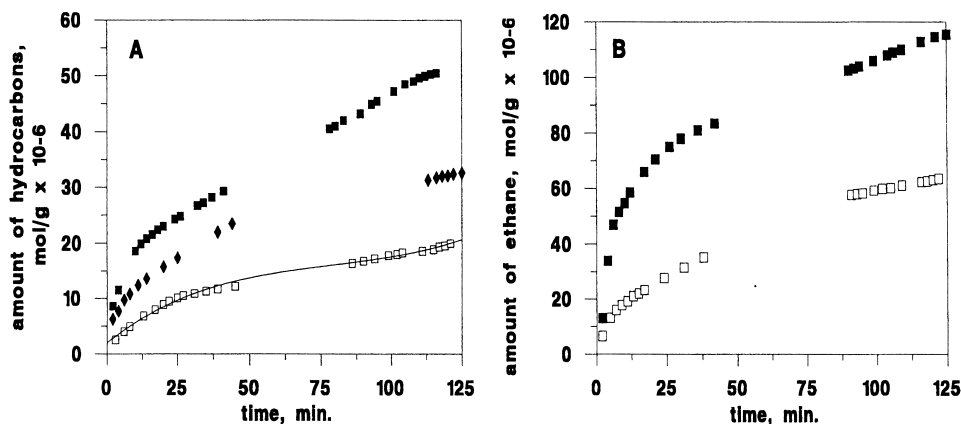 A
amount of hydrocarbons,
mol/g x 10-6
60
50
40
30
20
10
0
0 25 50 75 100 125
time, min.
B
amount of ethane, mol/g x 10-6
120
100
80
60
40
20
0
0 25 50 75 100 125
time, min.